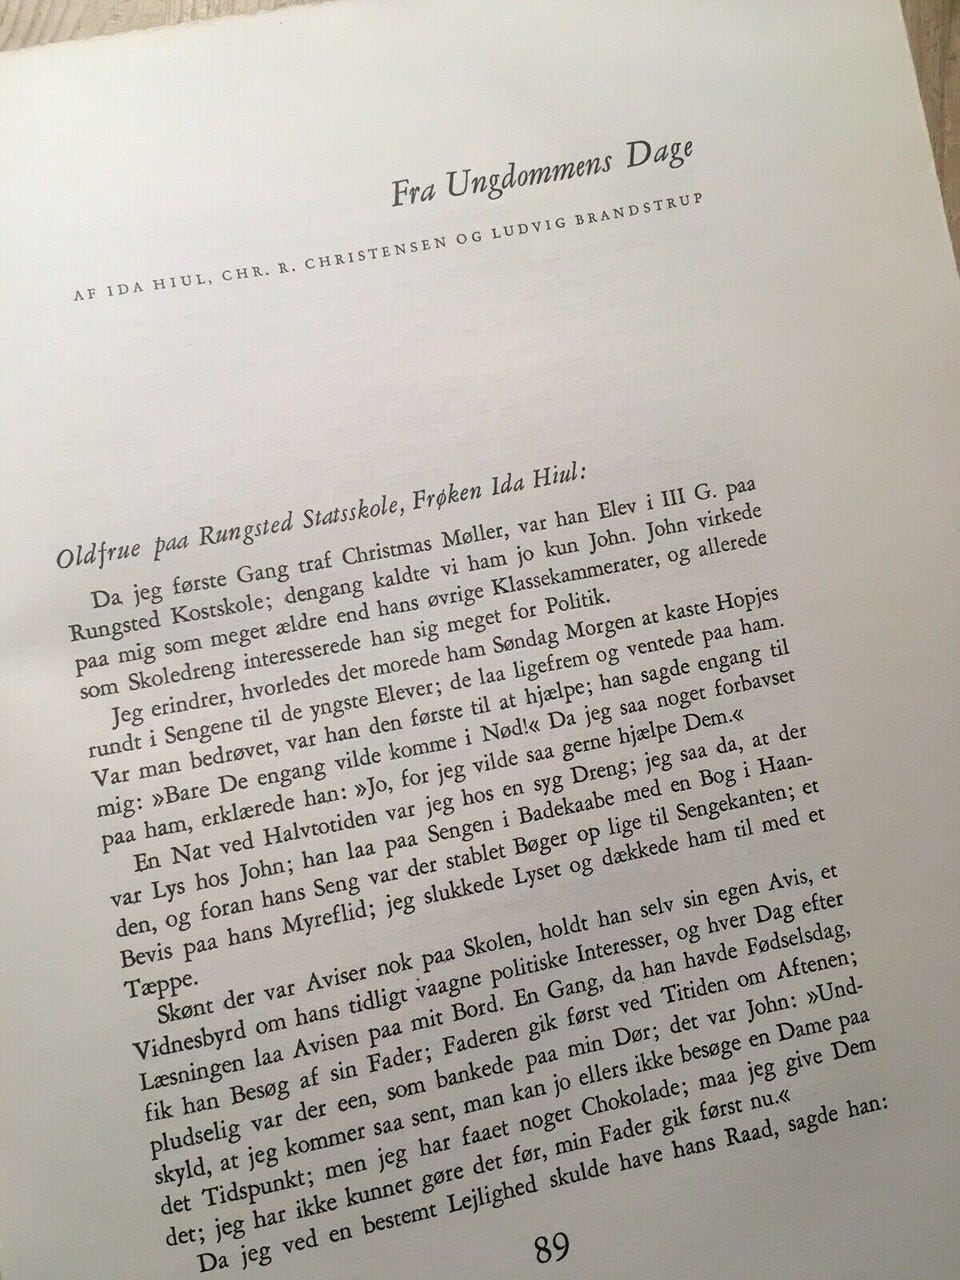 Fra Ungdommens Dage
AF IDA HIUL, CHR. R. CHRISTENSEN OG LUDVIG BRANDSTRUP
Oldfrue paa Rungsted Statsskole, Frøken Ida Hiul:
Da jeg første Gang traf Christmas Møller, var han Elev i III G. paa
Rungsted Kostskole; dengang kaldte vi ham jo kun John. John virkede
paa mig som meget ældre end hans øvrige Klassekammerater, og allerede
som Skoledreng interesserede han sig meget for Politik.
Jeg erindrer, hvorledes det morede ham Søndag Morgen at kaste Hopjes
rundt i Sengene til de yngste Elever; de laa ligefrem og ventede paa ham.
Var man bedrøvet, var han den første til at hjælpe; han sagde engang til
mig: »Bare De engang vilde komme i Nød!« Da jeg saa noget forbavset
paa ham, erklærede han: »Jo, for jeg vilde saa gerne hjælpe Dem.«
En Nat ved Halvtotiden var jeg hos en syg Dreng; jeg saa da, at der
var Lys hos John; han laa paa Sengen i Badekaabe med en Bog i Haan-
den, og foran hans Seng var der stablet Bøger op lige til Sengekanten; et
Bevis paa hans Myreflid; jeg slukkede Lyset og dækkede ham til med et
Tæppe.
Skønt der var Aviser nok paa Skolen, holdt han selv sin egen Avis, et
Vidnesbyrd om hans tidligt vaagne politiske Interesser, og hver Dag efter
Læsningen laa Avisen paa mit Bord. En Gang, da han havde Fødselsdag,
fik han Besøg af sin Fader; Faderen gik først ved Titiden om Aftenen;
pludselig var der een, som bankede paa min Dør; det var John: »Und-
skyld, at jeg kommer saa sent, man kan jo ellers ikke besøge en Dame paa
det Tidspunkt; men jeg har faaet noget Chokolade; maa jeg give Dem
det; jeg har ikke kunnet gøre det før, min Fader gik først nu.«
Da jeg ved en bestemt Lejlighed skulde have hans Raad, sagde han:
89